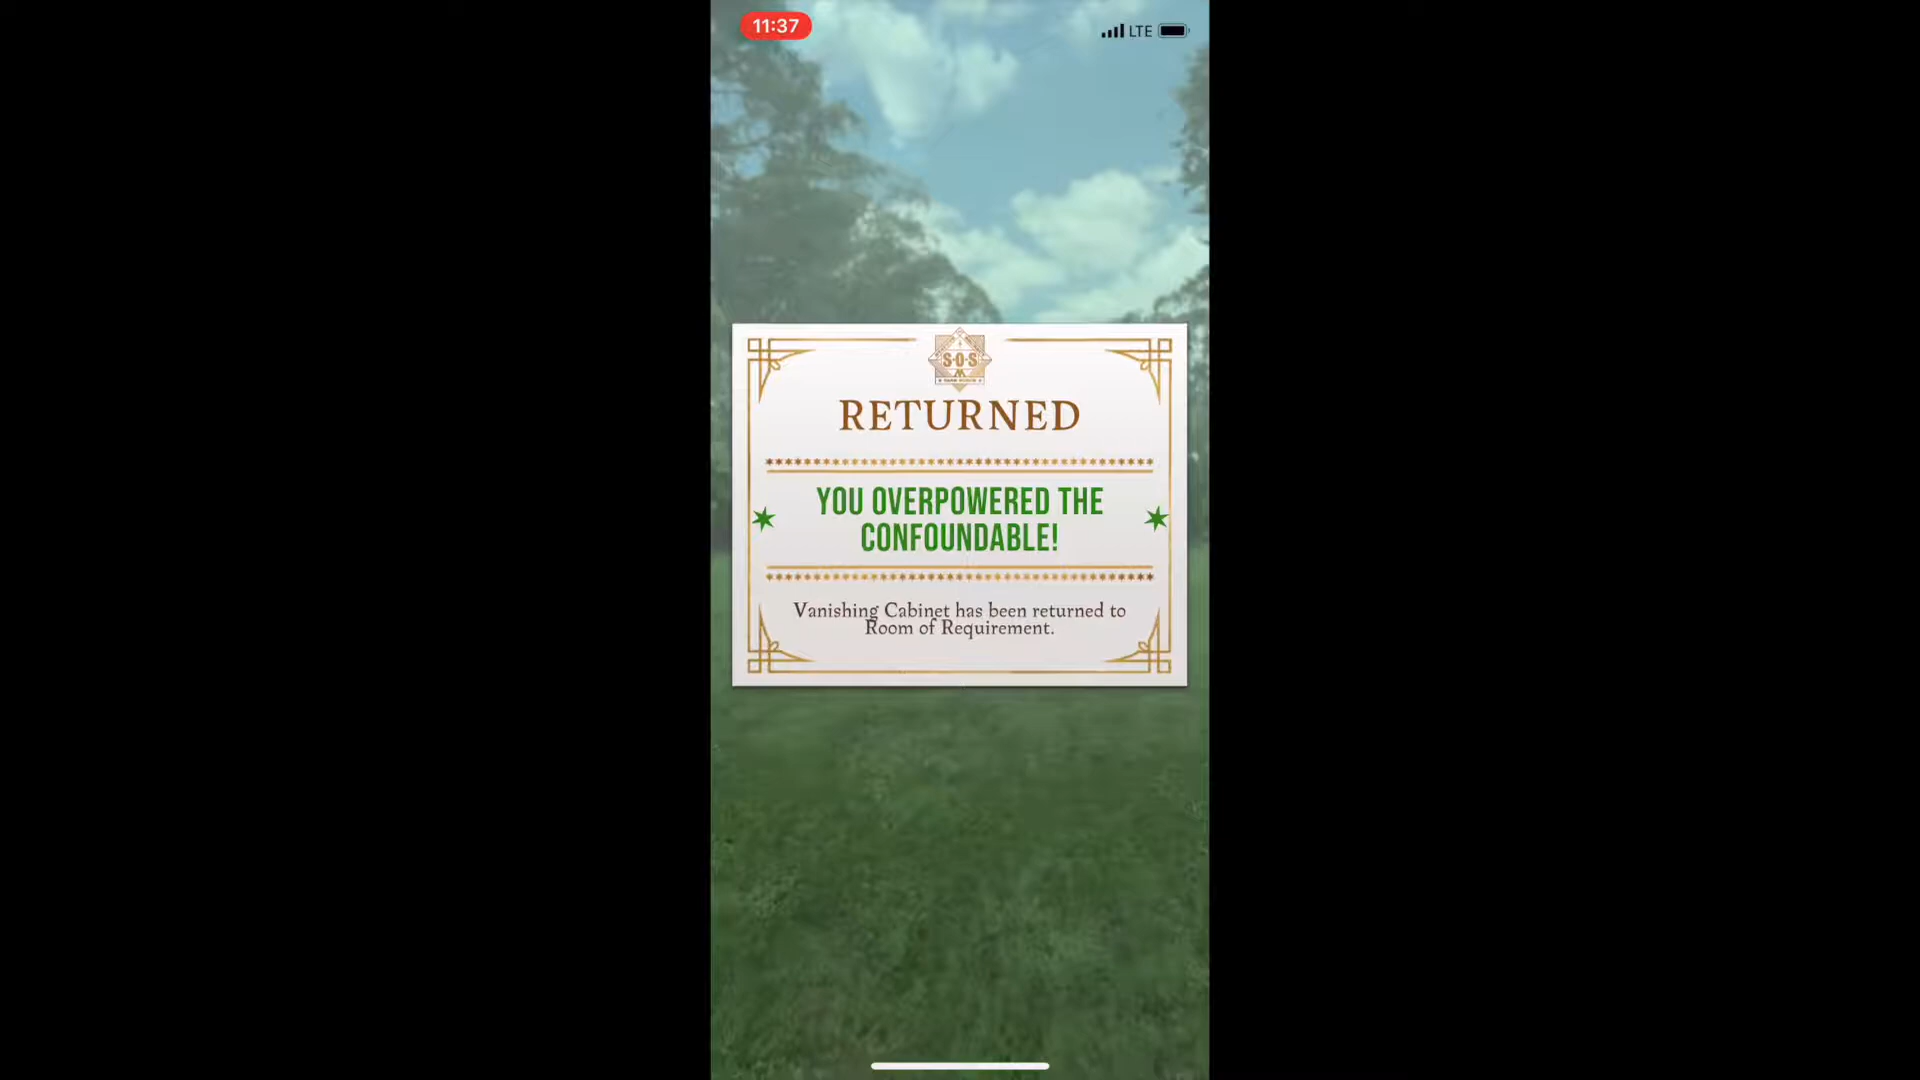 11:37
LTE
S·O·S
RETURNED
YOU OVERPOWERED THE
CONFOUNDABLE!
Vanishing Cabinet has been returned to
Room of Requirement.